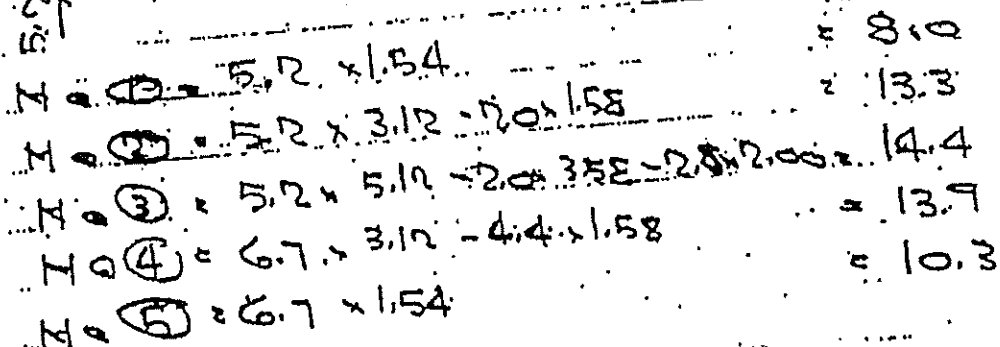 5.2
M @ ① = 5.2 × 1.54 = 8.0
M @ ② = 5.2 × 3.12 - 2.0 × 1.58 = 13.3
M @ ③ = 5.2 × 5.12 - 2.0 × 3.58 - 2.8 × 2.00 = 14.4
M @ ④ = 6.7 × 3.12 - 4.4 × 1.58 = 13.9
M @ ⑤ = 6.7 × 1.54 = 10.3